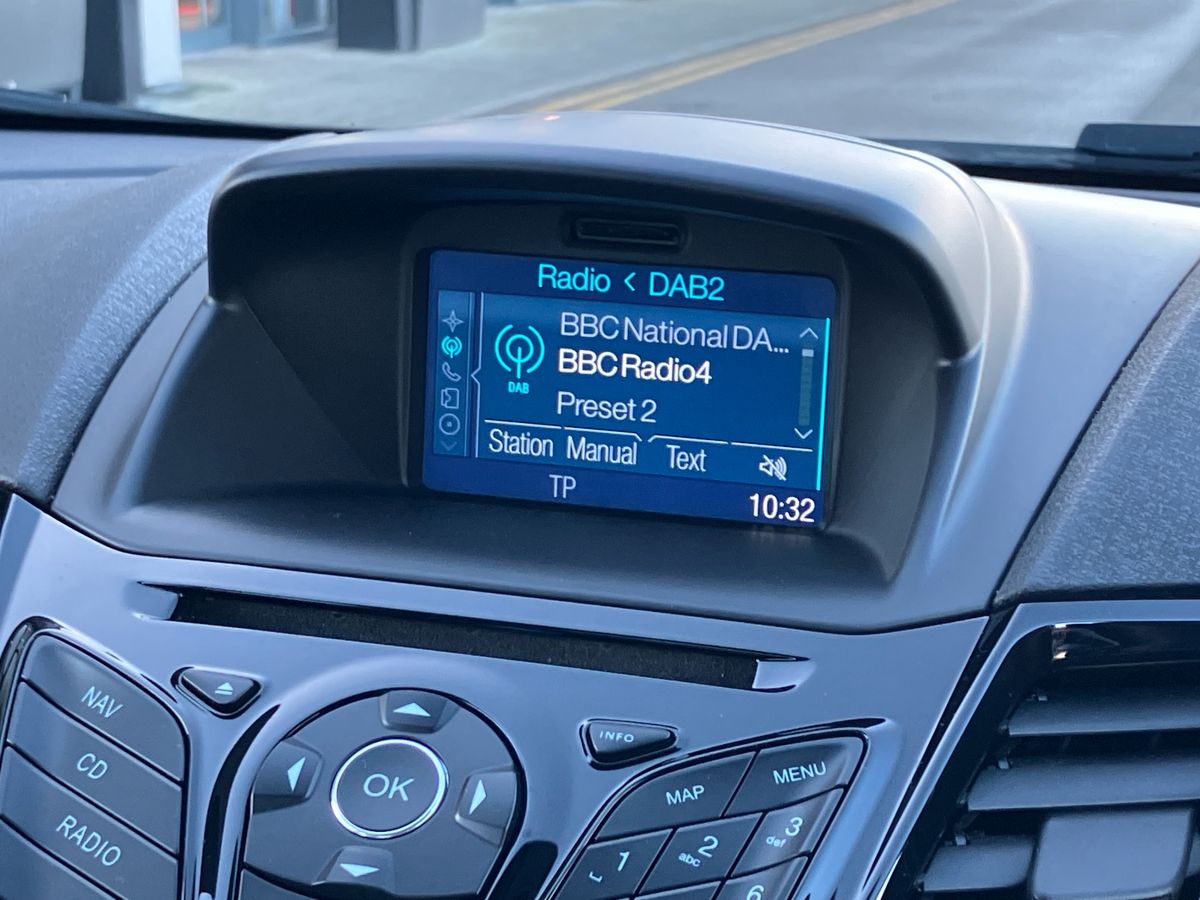 Radio < DAB2
BBC National DA...
BBC Radio4
DAB
Preset 2
Station Manual Text
TP
10:32
NAV
CD
RADIO
OK
INFO
MAP
MENU
1
abc 2
def 3
6